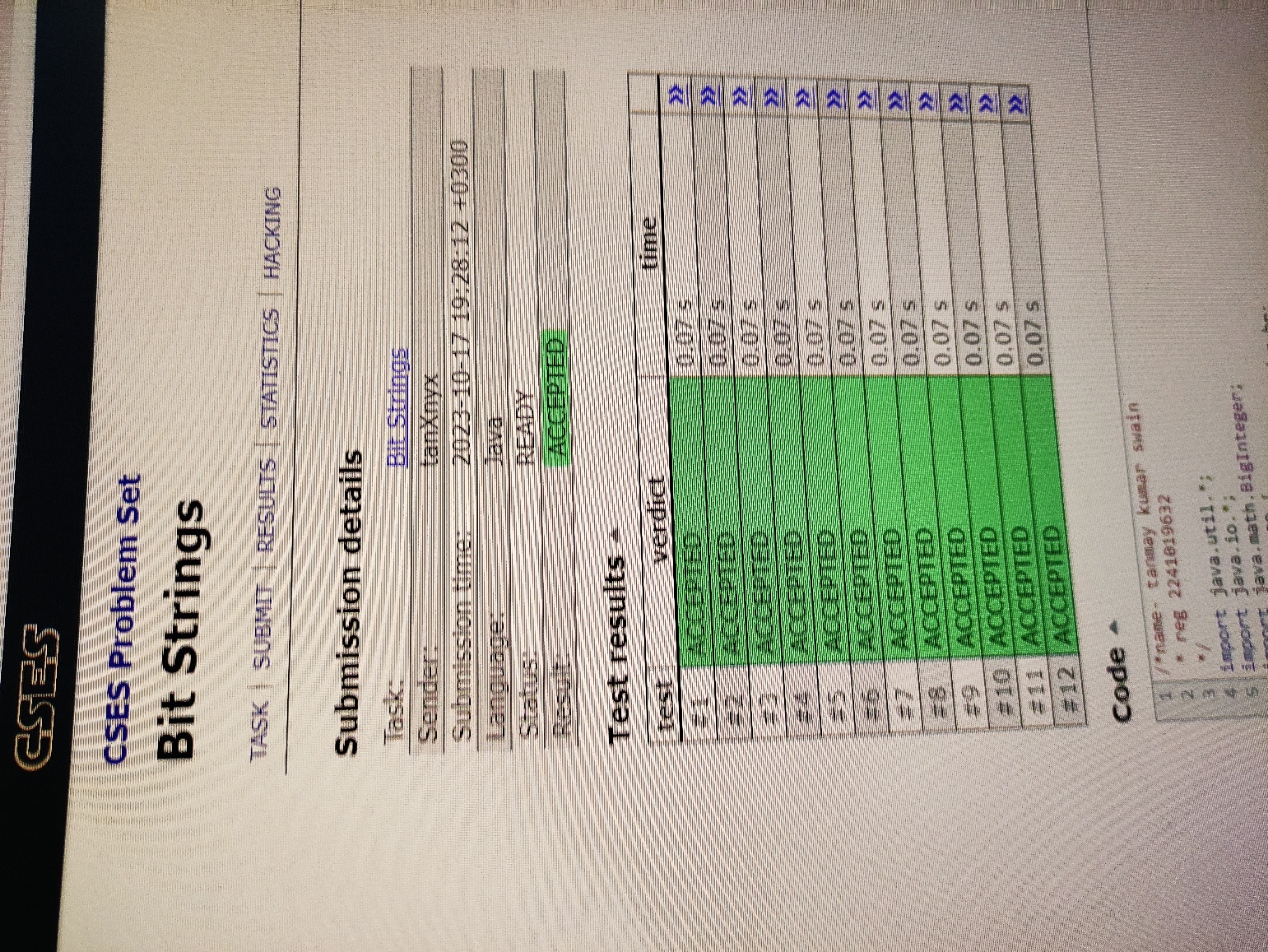 CSES
CSES Problem Set
Bit Strings
TASK | SUBMIT | RESULTS | STATISTICS | HACKING
Submission details
Task: Bit Strings
Sender: tanXnyx
Submission time: 2023-10-17 19:28:12 +0300
Language: Java
Status: READY
Result: ACCEPTED
Test results
test verdict time
#1 ACCEPTED 0.07 s »
#2 ACCEPTED 0.07 s »
#3 ACCEPTED 0.07 s »
#4 ACCEPTED 0.07 s »
#5 ACCEPTED 0.07 s »
#6 ACCEPTED 0.07 s »
#7 ACCEPTED 0.07 s »
#8 ACCEPTED 0.07 s »
#9 ACCEPTED 0.07 s »
#10 ACCEPTED 0.07 s »
#11 ACCEPTED 0.07 s »
#12 ACCEPTED 0.07 s »
Code
1 /*name- tanmay kumar swain
2 * reg 2241019632
3 */
4 import java.util.*;
5 import java.io.*;
import java.math.BigInteger;